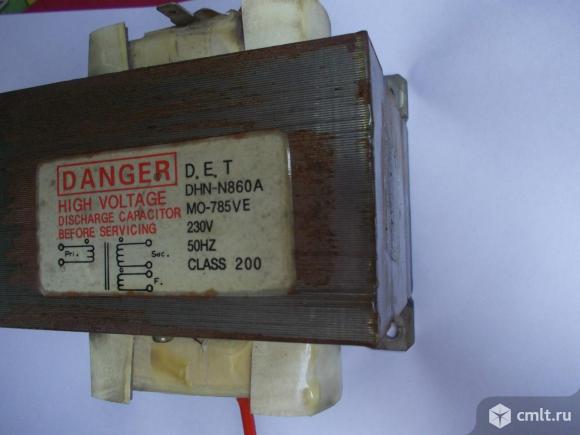 DANGER
HIGH VOLTAGE
DISCHARGE CAPACITOR
BEFORE SERVICING
Pri.
Sec.
F.
D.E.T
DHN-N860A
MO-785VE
230V
50HZ
CLASS 200
cmlt.ru